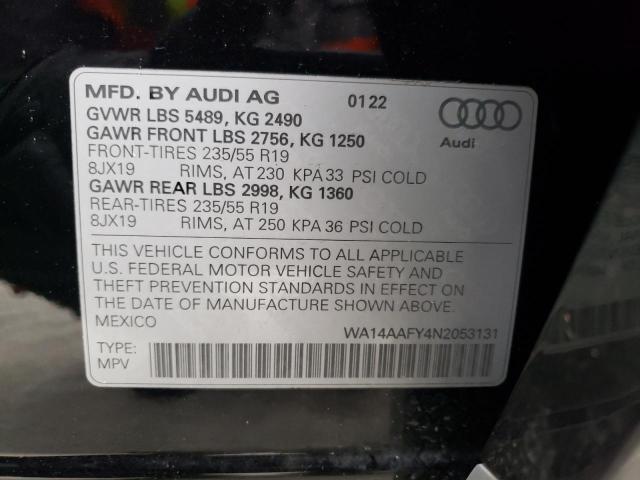 MFD. BY AUDI AG 0122
GVWR LBS 5489, KG 2490
GAWR FRONT LBS 2756, KG 1250
FRONT-TIRES 235/55 R19
8JX19 RIMS, AT 230 KPA 33 PSI COLD
GAWR REAR LBS 2998, KG 1360
REAR-TIRES 235/55 R19
8JX19 RIMS, AT 250 KPA 36 PSI COLD
Audi
THIS VEHICLE CONFORMS TO ALL APPLICABLE
U.S. FEDERAL MOTOR VEHICLE SAFETY AND
THEFT PREVENTION STANDARDS IN EFFECT ON
THE DATE OF MANUFACTURE SHOWN ABOVE.
MEXICO
WA14AAFY4N2053131
TYPE:
MPV